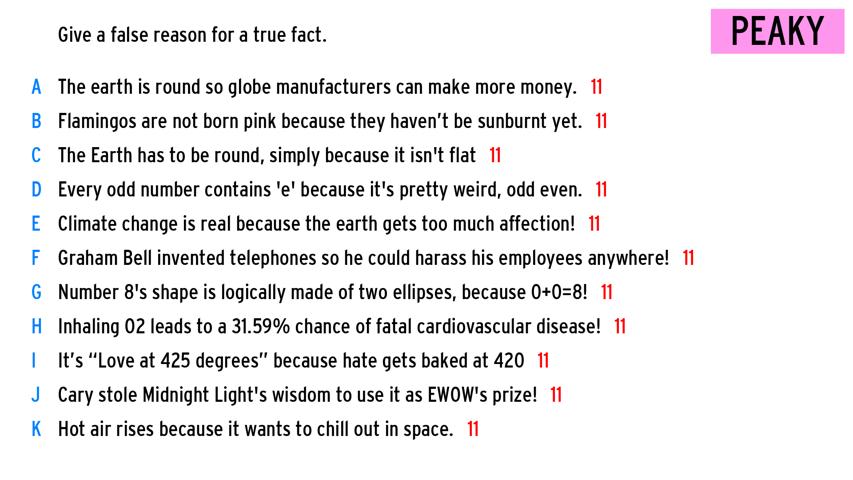 Give a false reason for a true fact.
PEAKY
A The earth is round so globe manufacturers can make more money. 11
B Flamingos are not born pink because they haven't be sunburnt yet. 11
C The Earth has to be round, simply because it isn't flat 11
D Every odd number contains 'e' because it's pretty weird, odd even. 11
E Climate change is real because the earth gets too much affection! 11
F Graham Bell invented telephones so he could harass his employees anywhere! 11
G Number 8's shape is logically made of two ellipses, because 0+0=8! 11
H Inhaling O2 leads to a 31.59% chance of fatal cardiovascular disease! 11
I It's “Love at 425 degrees” because hate gets baked at 420 11
J Cary stole Midnight Light's wisdom to use it as EWOW's prize! 11
K Hot air rises because it wants to chill out in space. 11